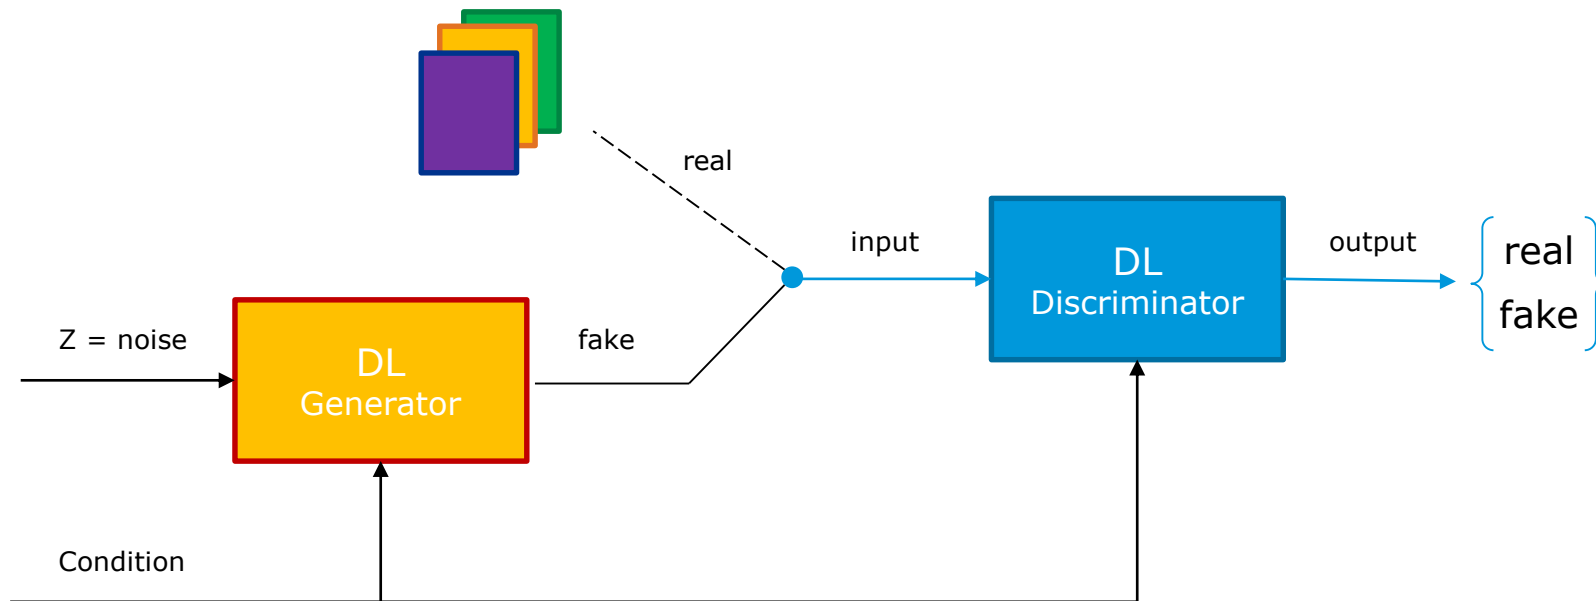 real
input
output
real
fake
DL
Discriminator
Z = noise
fake
DL
Generator
Condition